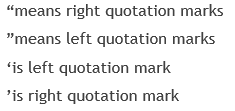 “means right quotation marks
”means left quotation marks
‘is left quotation mark
’is right quotation mark